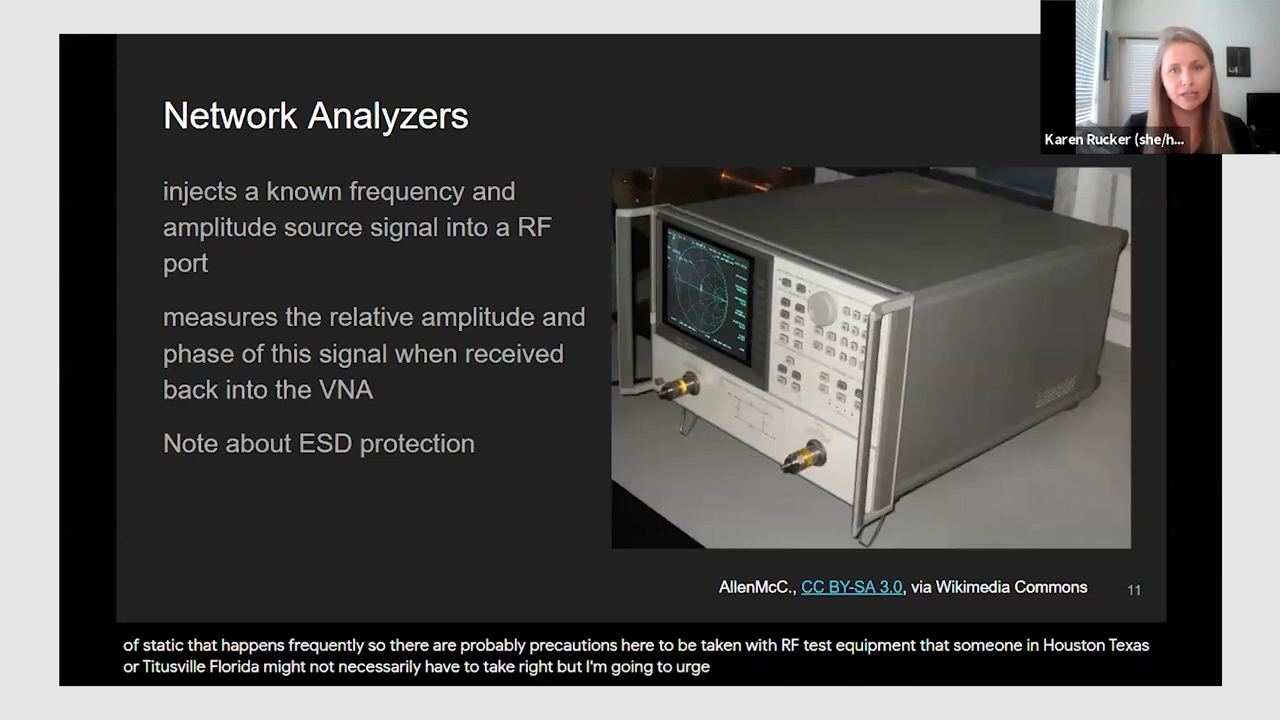 Karen Rucker (she/h...
Network Analyzers
injects a known frequency and
amplitude source signal into a RF
port
measures the relative amplitude and
phase of this signal when received
back into the VNA
Note about ESD protection
AllenMcC., CC BY-SA 3.0, via Wikimedia Commons
11
of static that happens frequently so there are probably precautions here to be taken with RF test equipment that someone in Houston Texas
or Titusville Florida might not necessarily have to take right but I'm going to urge